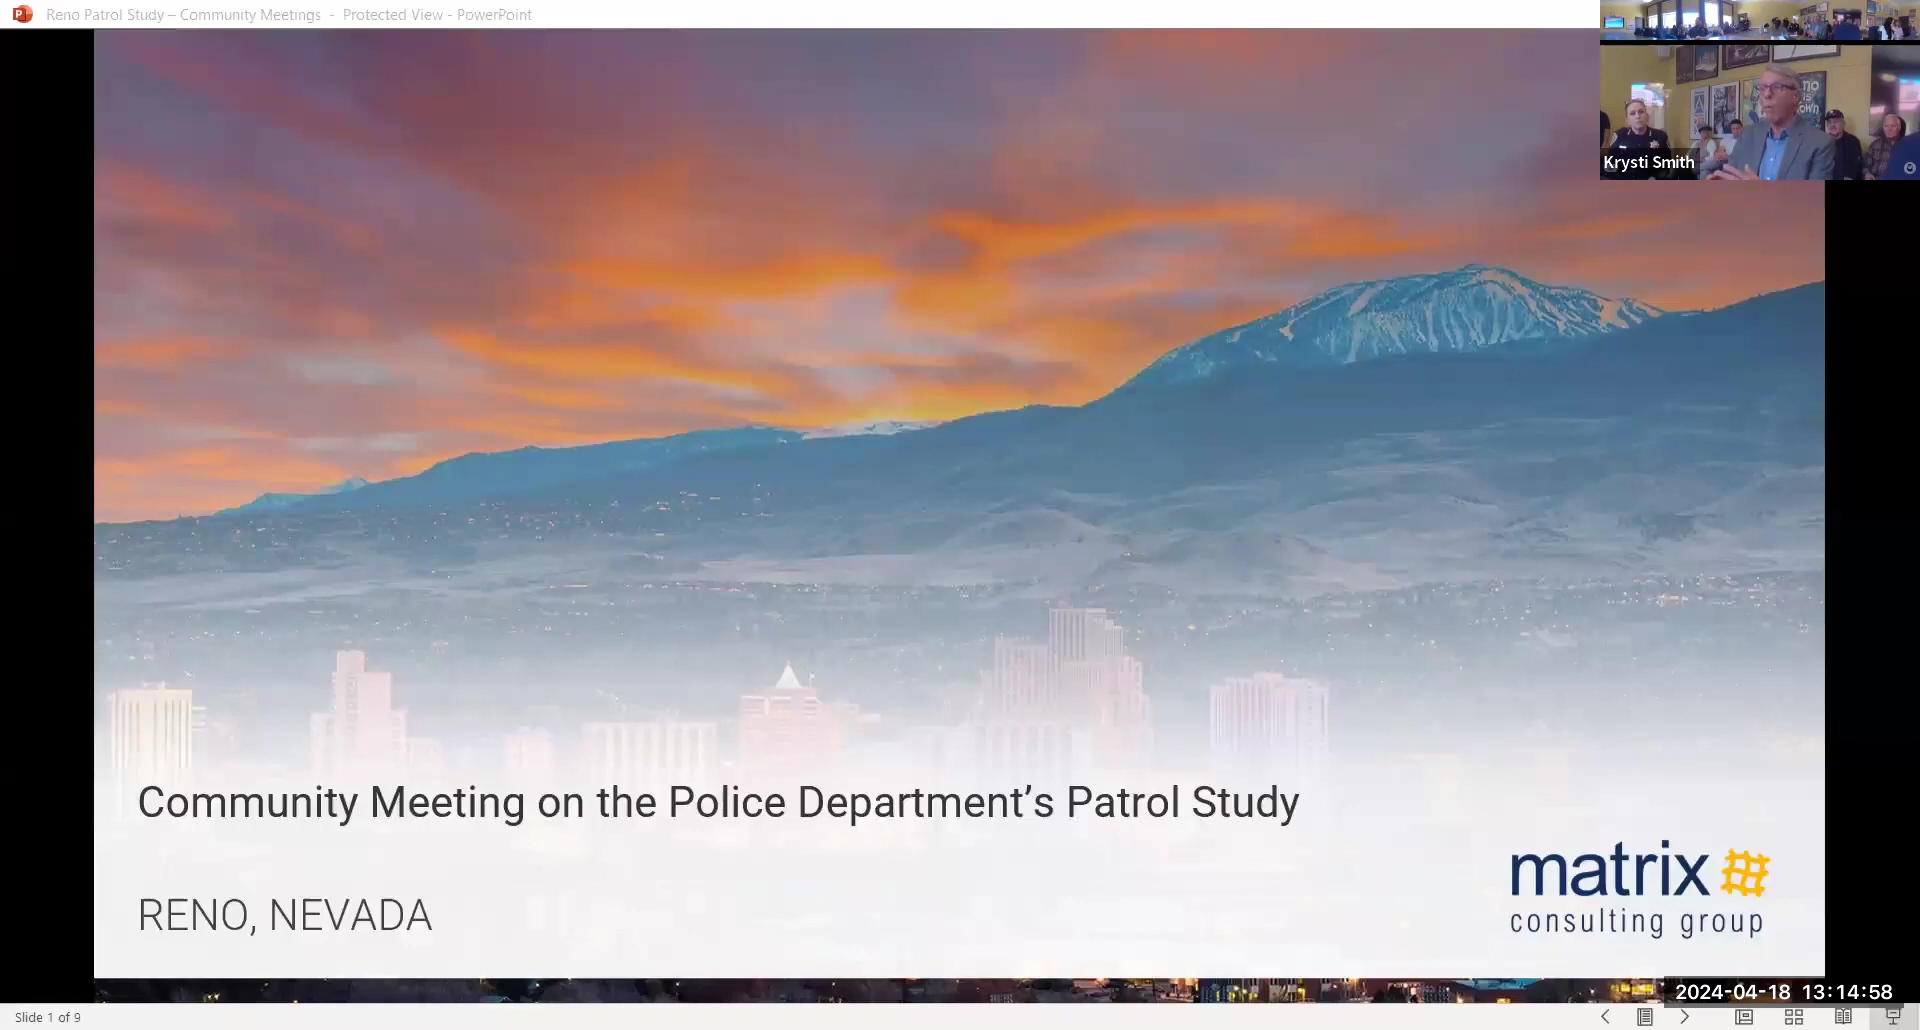 Reno Patrol Study – Community Meetings - Protected View - PowerPoint
Krysti Smith
Community Meeting on the Police Department’s Patrol Study
RENO, NEVADA
matrix
consulting group
2024-04-18 13:14:58
Slide 1 of 9